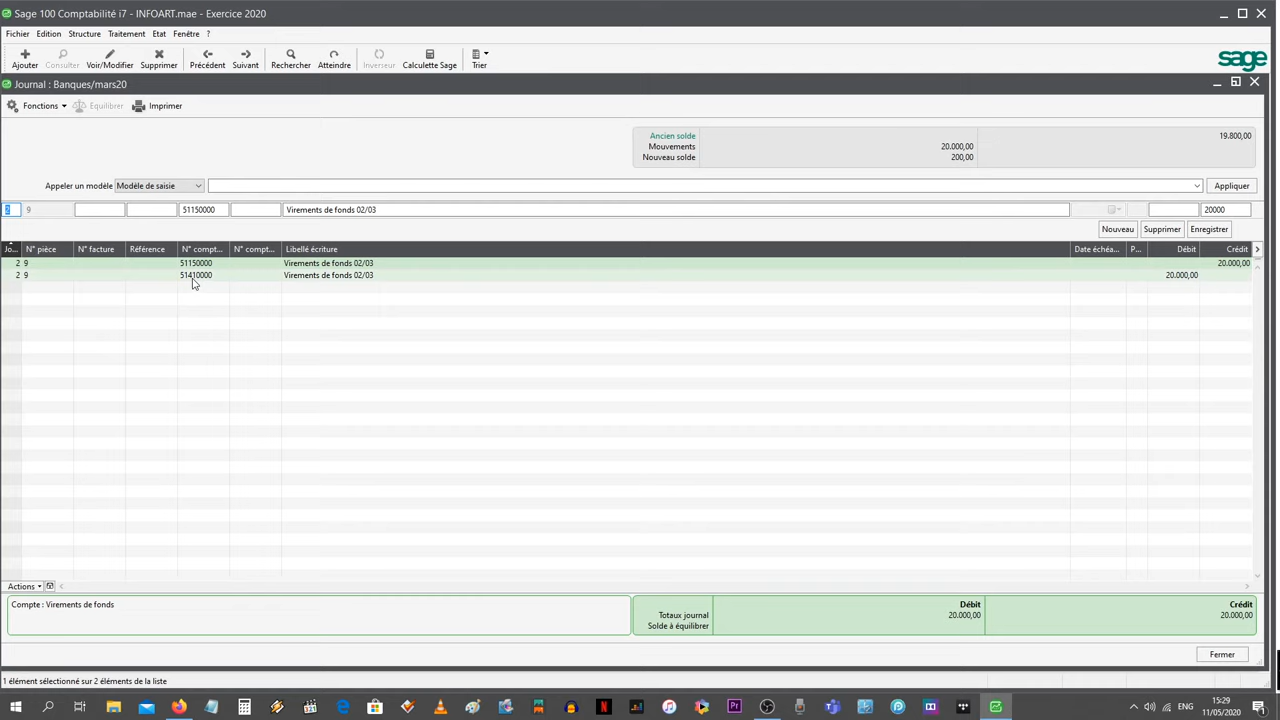 Sage 100 Comptabilité i7 - INFOART.mae - Exercice 2020
Fichier Edition Structure Traitement Etat Fenêtre ?
Ajouter Consulter Voir/Modifier Supprimer Précédent Suivant Rechercher Atteindre Inverseur Calculette Sage Trier
sage
Journal : Banques/mars20
Fonctions Equilibrer Imprimer
Ancien solde 19.800,00
Mouvements 20.000,00
Nouveau solde 200,00
Appeler un modèle Modèle de saisie Appliquer
2 9 51150000 Virements de fonds 02/03 20000
Nouveau Supprimer Enregistrer
Jo... N° pièce N° facture Référence N° compt... N° compt... Libellé écriture Date échéa... P... Débit Crédit
2 9 51150000 Virements de fonds 02/03 20.000,00
2 9 51410000 Virements de fonds 02/03 20.000,00
Actions
Compte : Virements de fonds
Débit Crédit
Totaux journal 20.000,00 20.000,00
Solde à équilibrer
Fermer
1 élément sélectionné sur 2 éléments de la liste
ENG
15:29
11/05/2020